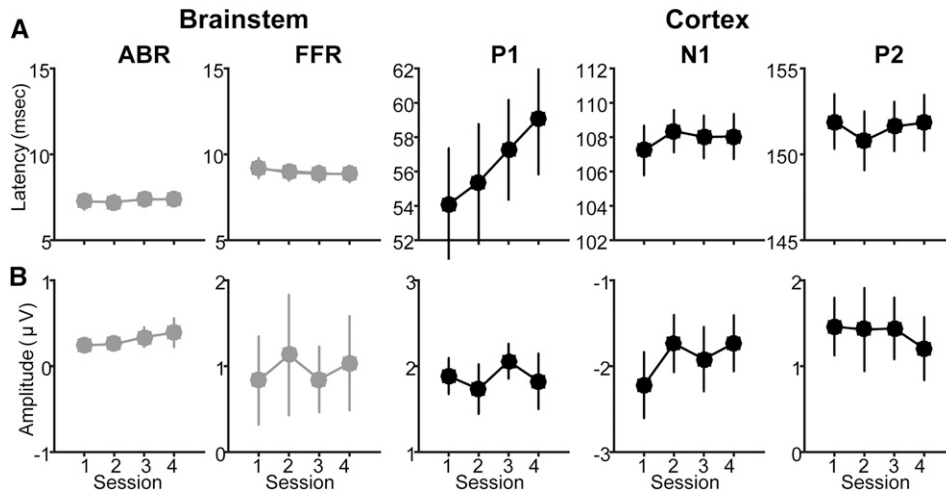 Brainstem Cortex
A ABR FFR P1 N1 P2
Latency (msec)
15 15 62 112 155
60 110
58 108
10 10 150
56 106
54 104
5 5 52 102 145
B
Amplitude ( μ V)
1 2 3 -1 2
0 1 2 -2 1
-1 0 1 -3 0
1 2 3 4 1 2 3 4 1 2 3 4 1 2 3 4 1 2 3 4
Session Session Session Session Session